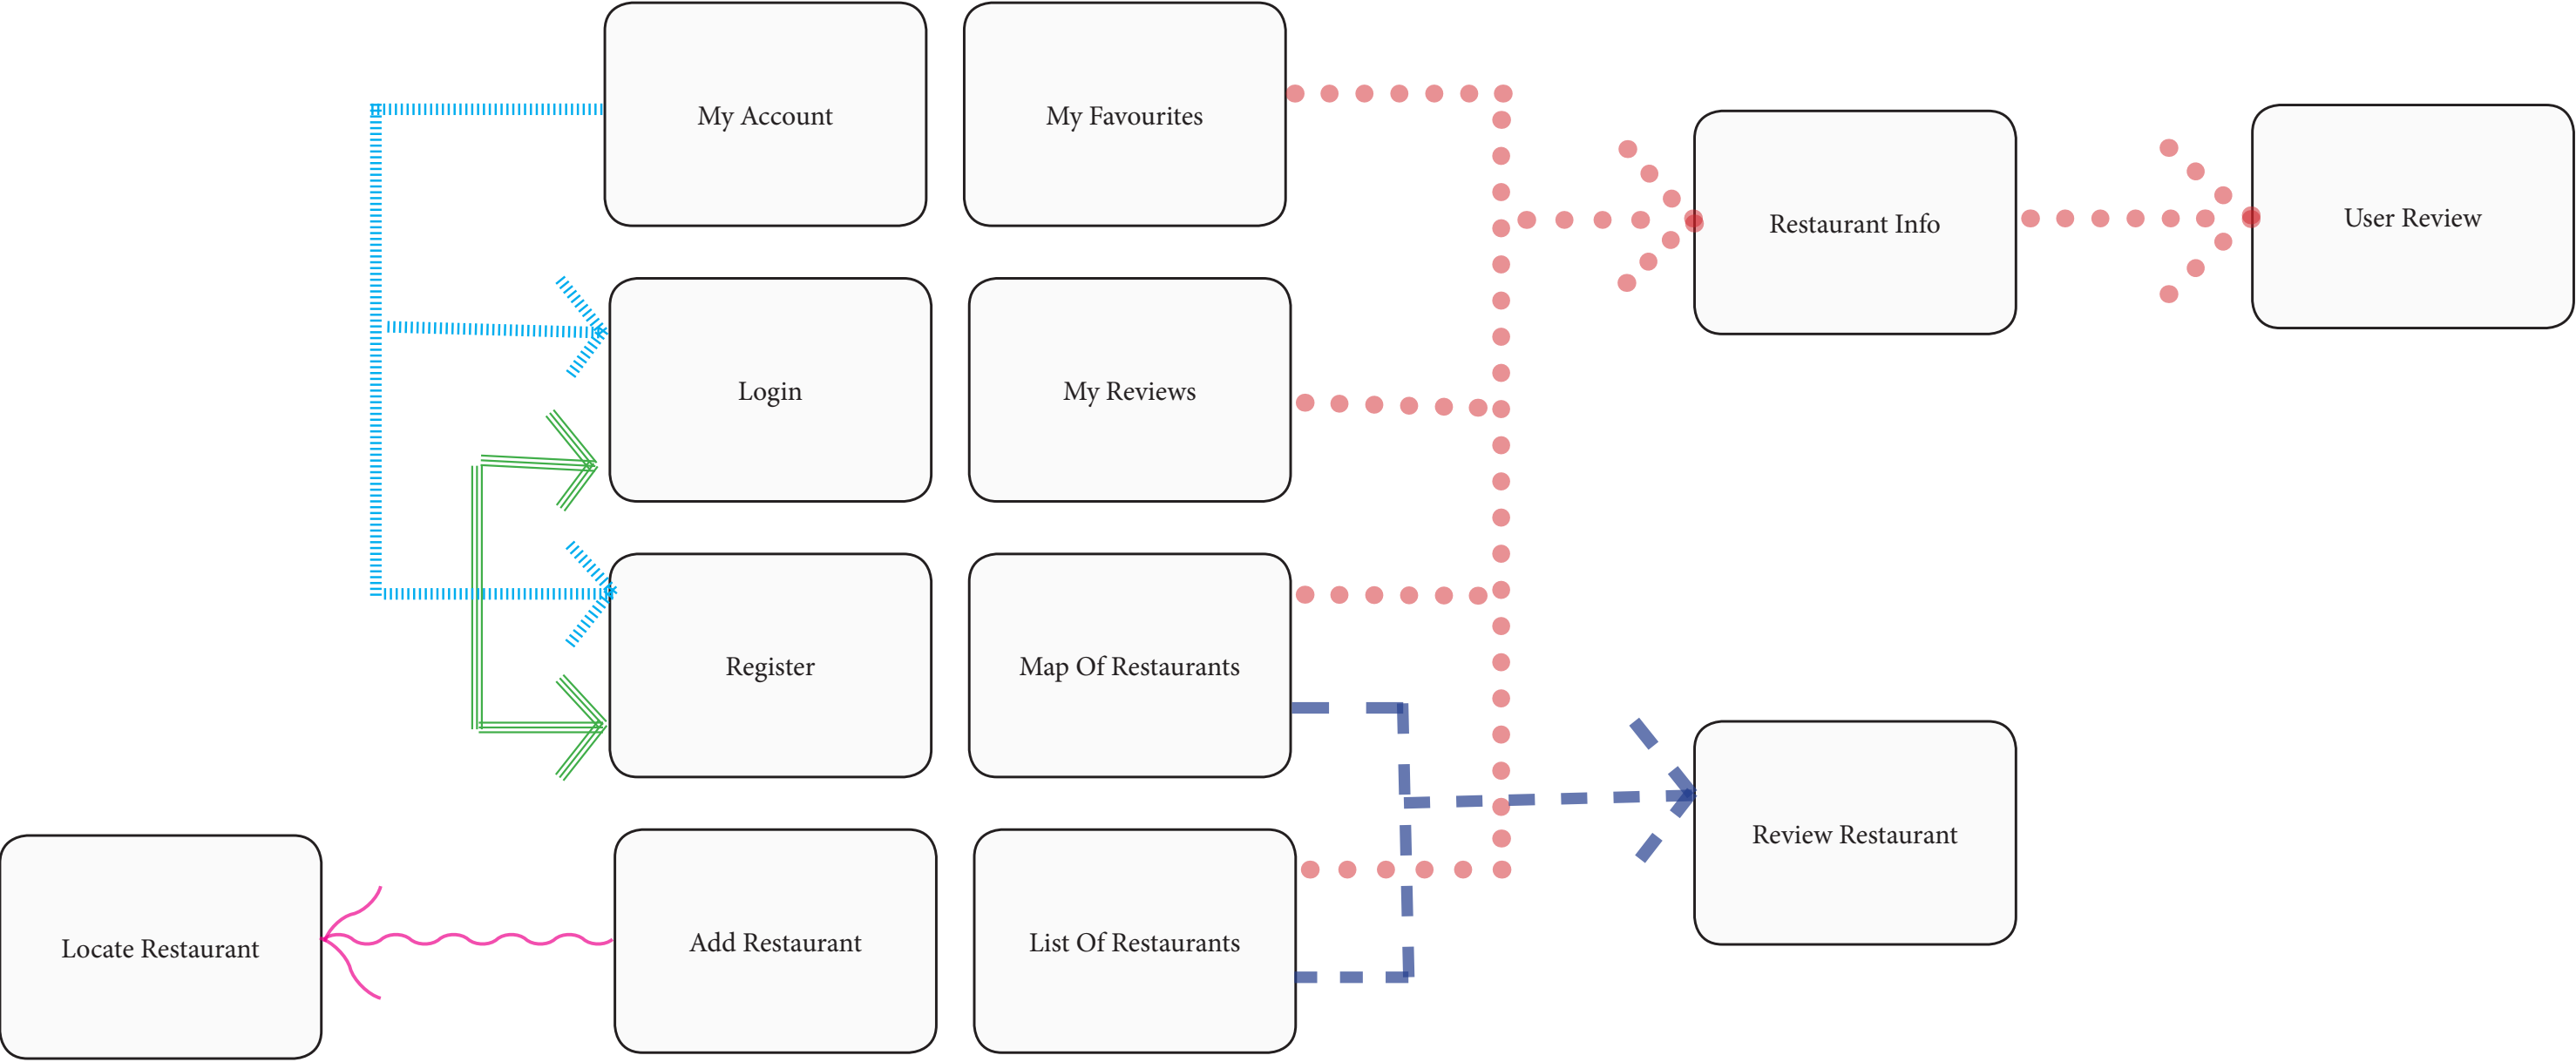 My Account
My Favourites
Restaurant Info
User Review
Login
My Reviews
Register
Map Of Restaurants
Review Restaurant
Locate Restaurant
Add Restaurant
List Of Restaurants